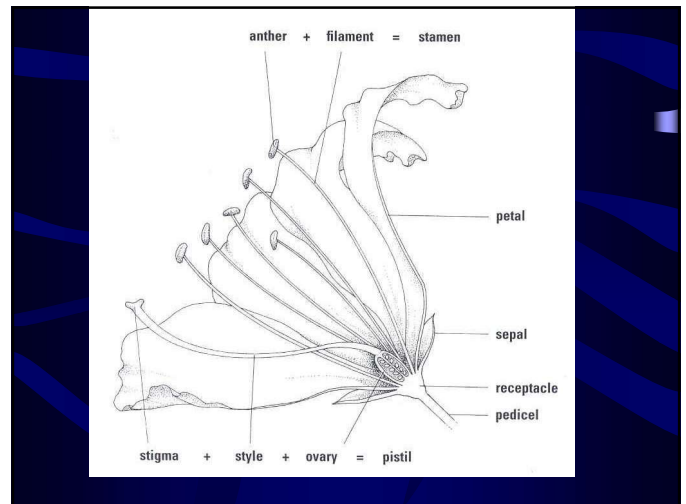 anther + filament = stamen
petal
sepal
receptacle
pedicel
stigma + style + ovary = pistil